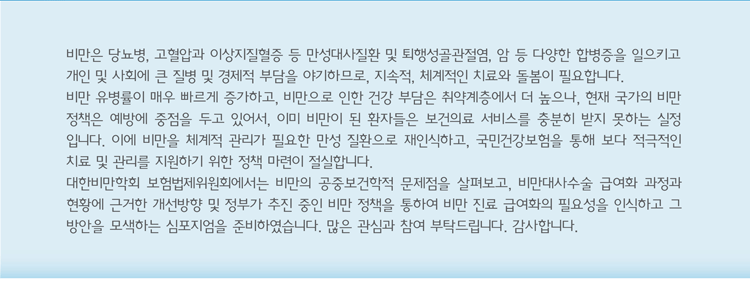 비만은 당뇨병, 고혈압과 이상지질혈증 등 만성대사질환 및 퇴행성골관절염, 암 등 다양한 합병증을 일으키고
개인 및 사회에 큰 질병 및 경제적 부담을 야기하므로, 지속적, 체계적인 치료와 돌봄이 필요합니다.
비만 유병률이 매우 빠르게 증가하고, 비만으로 인한 건강 부담은 취약계층에서 더 높으나, 현재 국가의 비만
정책은 예방에 중점을 두고 있어서, 이미 비만이 된 환자들은 보건의료 서비스를 충분히 받지 못하는 실정
입니다. 이에 비만을 체계적 관리가 필요한 만성 질환으로 재인식하고, 국민건강보험을 통해 보다 적극적인
치료 및 관리를 지원하기 위한 정책 마련이 절실합니다.
대한비만학회 보험법제위원회에서는 비만의 공중보건학적 문제점을 살펴보고, 비만대사수술 급여화 과정과
현황에 근거한 개선방향 및 정부가 추진 중인 비만 정책을 통하여 비만 진료 급여화의 필요성을 인식하고 그
방안을 모색하는 심포지엄을 준비하였습니다. 많은 관심과 참여 부탁드립니다. 감사합니다.